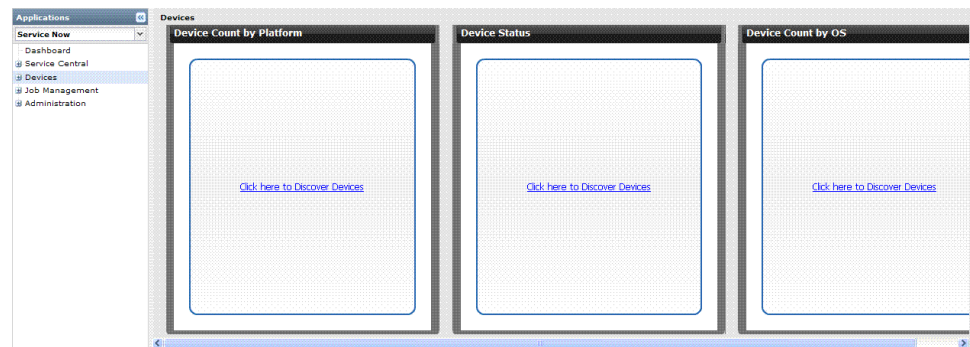 Applications
Service Now
Dashboard
Service Central
Devices
Job Management
Administration
Devices
Device Count by Platform
Click here to Discover Devices
Device Status
Click here to Discover Devices
Device Count by OS
Click here to Discover Devices